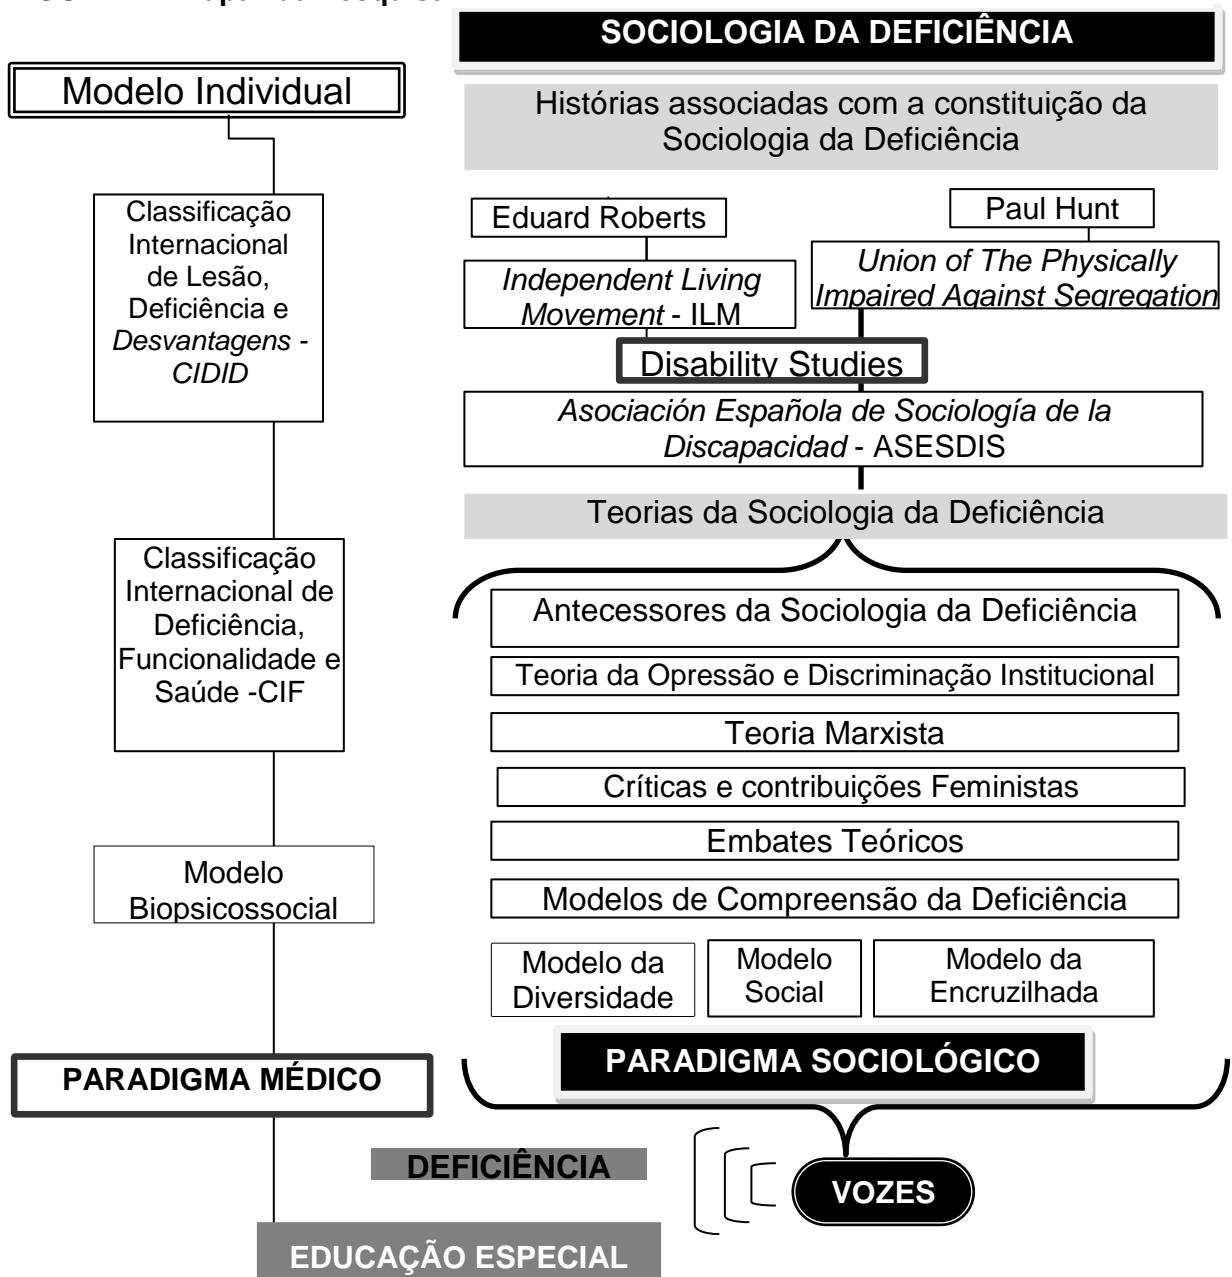 SOCIOLOGIA DA DEFICIÊNCIA
Modelo Individual
Histórias associadas com a constituição da
Sociologia da Deficiência
Classificação
Internacional
de Lesão,
Deficiência e
Desvantagens -
CIDID
Eduard Roberts
Paul Hunt
Independent Living
Movement - ILM
Union of The Physically
Impaired Against Segregation
Disability Studies
Asociación Española de Sociología de la
Discapacidad - ASESDIS
Teorias da Sociologia da Deficiência
Classificação
Internacional de
Deficiência,
Funcionalidade e
Saúde -CIF
Antecessores da Sociologia da Deficiência
Teoria da Opressão e Discriminação Institucional
Teoria Marxista
Críticas e contribuições Feministas
Embates Teóricos
Modelo
Biopsicossocial
Modelos de Compreensão da Deficiência
Modelo da
Diversidade
Modelo
Social
Modelo da
Encruzilhada
PARADIGMA MÉDICO
PARADIGMA SOCIOLÓGICO
DEFICIÊNCIA
VOZES
EDUCAÇÃO ESPECIAL